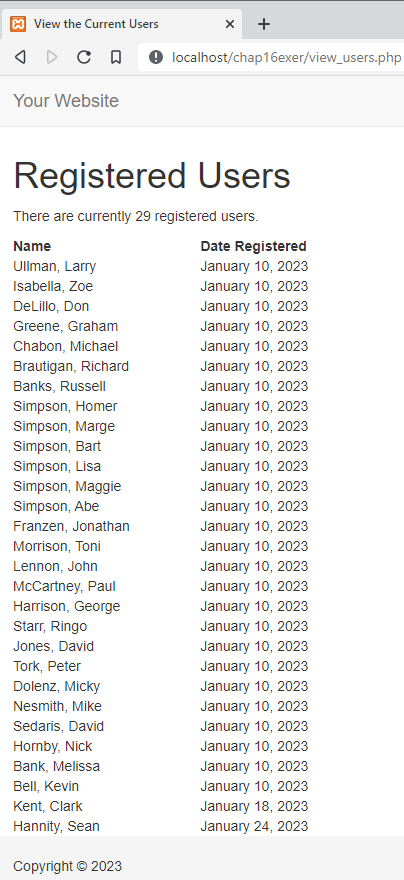 View the Current Users
localhost/chap16exer/view_users.php
Your Website
Registered Users
There are currently 29 registered users.
Name Date Registered
Ullman, Larry January 10, 2023
Isabella, Zoe January 10, 2023
DeLillo, Don January 10, 2023
Greene, Graham January 10, 2023
Chabon, Michael January 10, 2023
Brautigan, Richard January 10, 2023
Banks, Russell January 10, 2023
Simpson, Homer January 10, 2023
Simpson, Marge January 10, 2023
Simpson, Bart January 10, 2023
Simpson, Lisa January 10, 2023
Simpson, Maggie January 10, 2023
Simpson, Abe January 10, 2023
Franzen, Jonathan January 10, 2023
Morrison, Toni January 10, 2023
Lennon, John January 10, 2023
McCartney, Paul January 10, 2023
Harrison, George January 10, 2023
Starr, Ringo January 10, 2023
Jones, David January 10, 2023
Tork, Peter January 10, 2023
Dolenz, Micky January 10, 2023
Nesmith, Mike January 10, 2023
Sedaris, David January 10, 2023
Hornby, Nick January 10, 2023
Bank, Melissa January 10, 2023
Bell, Kevin January 10, 2023
Kent, Clark January 18, 2023
Hannity, Sean January 24, 2023
Copyright © 2023